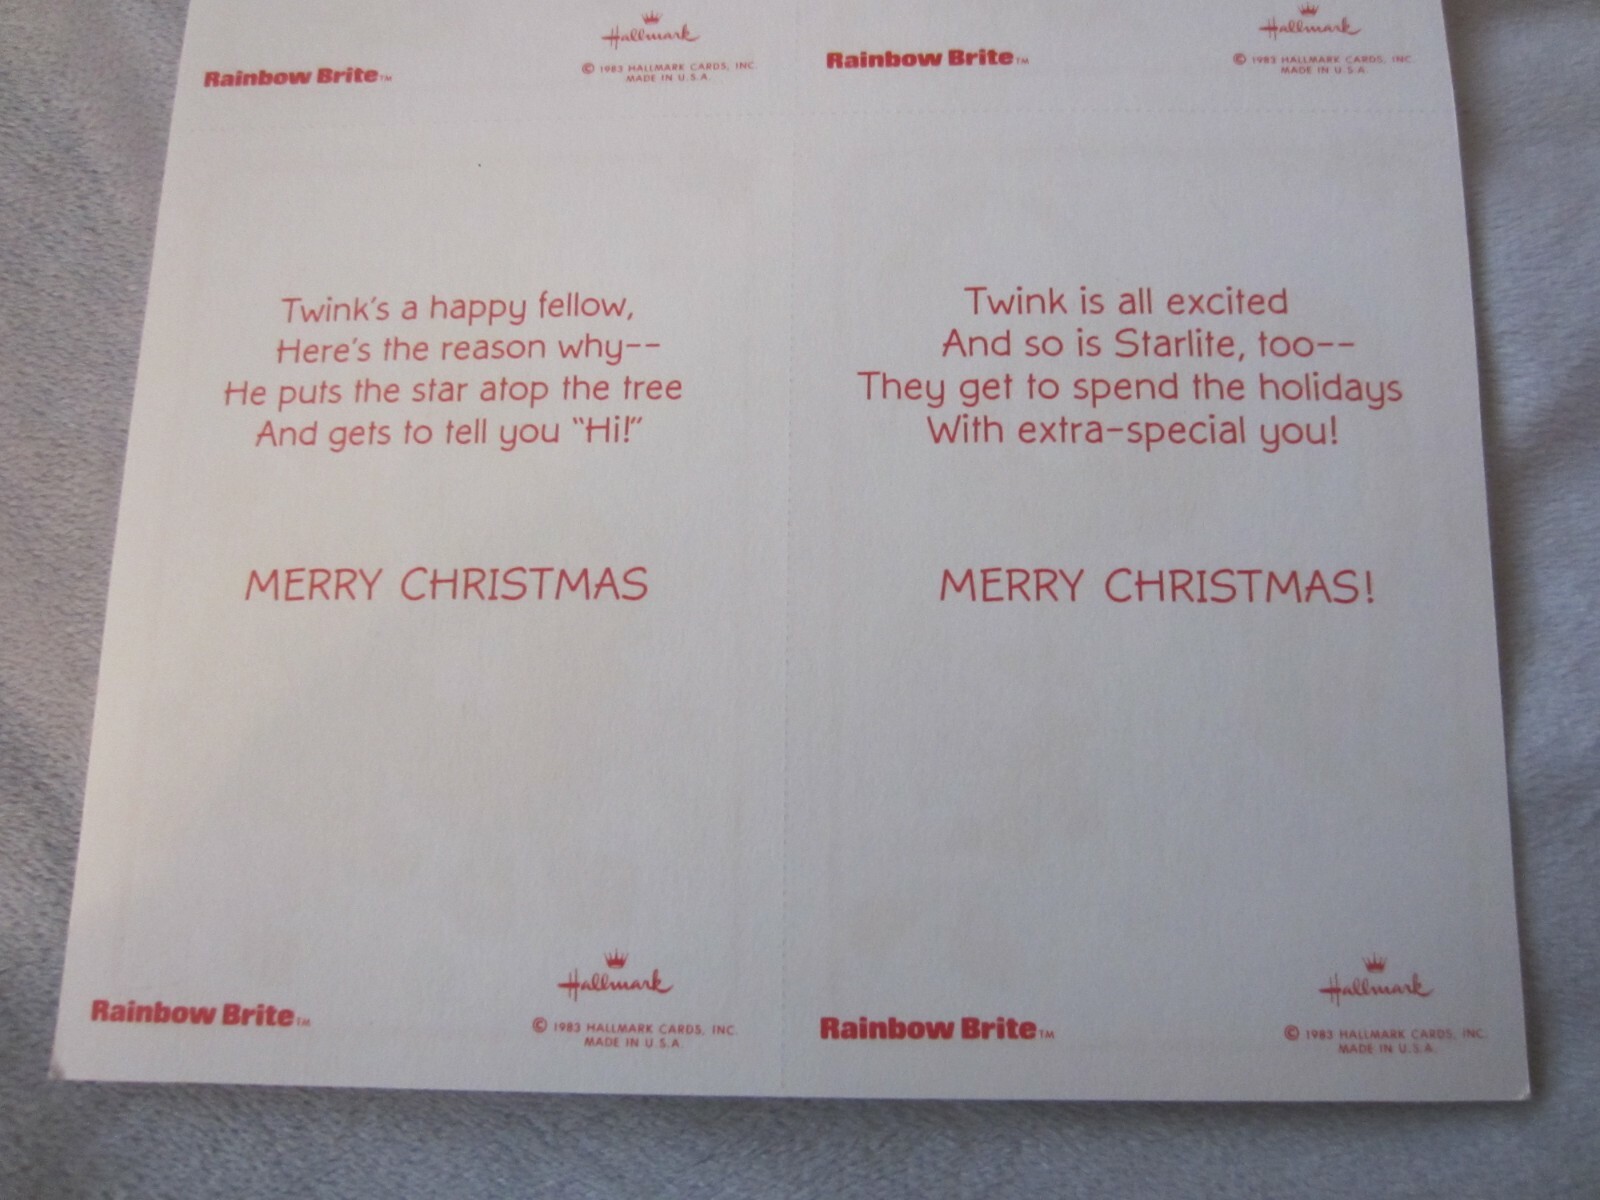 Hallmark
Rainbow Brite™
© 1983 HALLMARK CARDS, INC.
MADE IN U.S.A.
Hallmark
Rainbow Brite™
© 1983 HALLMARK CARDS, INC.
MADE IN U.S.A.
Twink's a happy fellow,
Here's the reason why--
He puts the star atop the tree
And gets to tell you "Hi!"
MERRY CHRISTMAS
Hallmark
Rainbow Brite™
© 1983 HALLMARK CARDS, INC.
MADE IN U.S.A.
Twink is all excited
And so is Starlite, too--
They get to spend the holidays
With extra-special you!
MERRY CHRISTMAS!
Hallmark
Rainbow Brite™
© 1983 HALLMARK CARDS, INC.
MADE IN U.S.A.